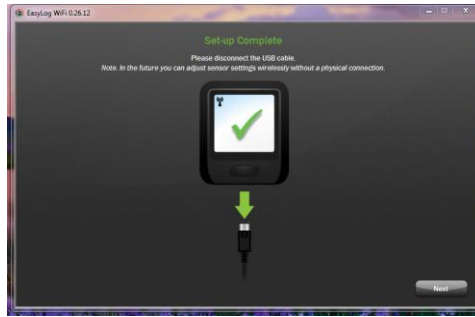 EasyLog WiFi 0.26.12
Set-up Complete
Please disconnect the USB cable.
Note. In the future you can adjust sensor settings wirelessly without a physical connection.
Next